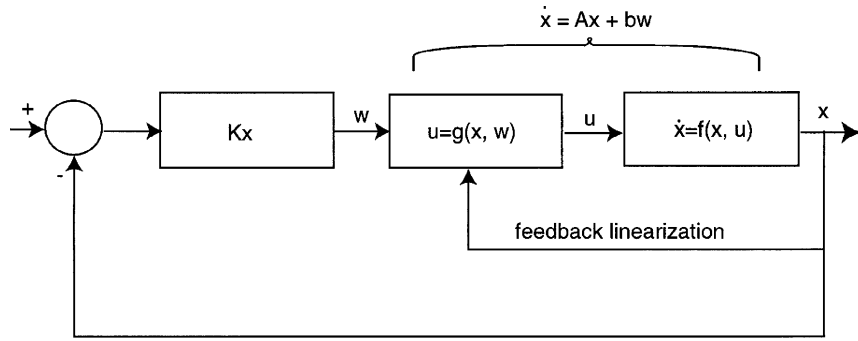 ẋ = Ax + bw
+
Kx
w
u=g(x, w)
u
ẋ=f(x, u)
x
-
feedback linearization